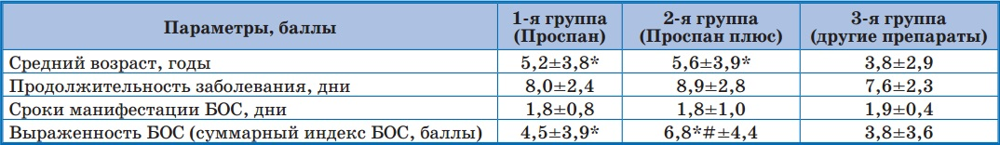 Параметры, баллы 1-я группа (Проспан) 2-я группа (Проспан плюс) 3-я группа (другие препараты)
Средний возраст, годы 5,2±3,8* 5,6±3,9* 3,8±2,9
Продолжительность заболевания, дни 8,0±2,4 8,9±2,8 7,6±2,3
Сроки манифестации БОС, дни 1,8±0,8 1,8±1,0 1,9±0,4
Выраженность БОС (суммарный индекс БОС, баллы) 4,5±3,9* 6,8*#±4,4 3,8±3,6